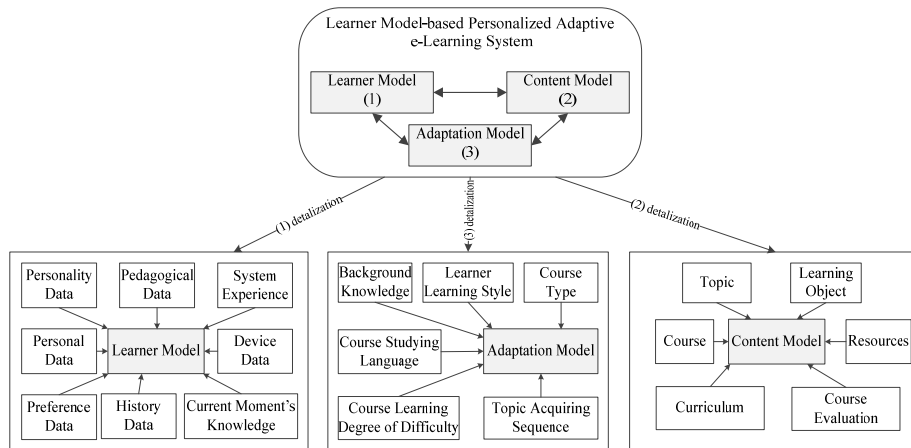 Learner Model-based Personalized Adaptive
e-Learning System
Learner Model
(1)
Content Model
(2)
Adaptation Model
(3)
(1) detalization
(3) detalization
(2) detalization
Personality
Data
Pedagogical
Data
System
Experience
Personal Data
Learner Model
Device
Data
Preference
Data
History
Data
Current Moment's
Knowledge
Background
Knowledge
Learner
Learning Style
Course
Type
Course Studying
Language
Adaptation Model
Course Learning
Degree of Difficulty
Topic Acquiring
Sequence
Topic
Learning
Object
Course
Content Model
Resources
Curriculum
Course
Evaluation